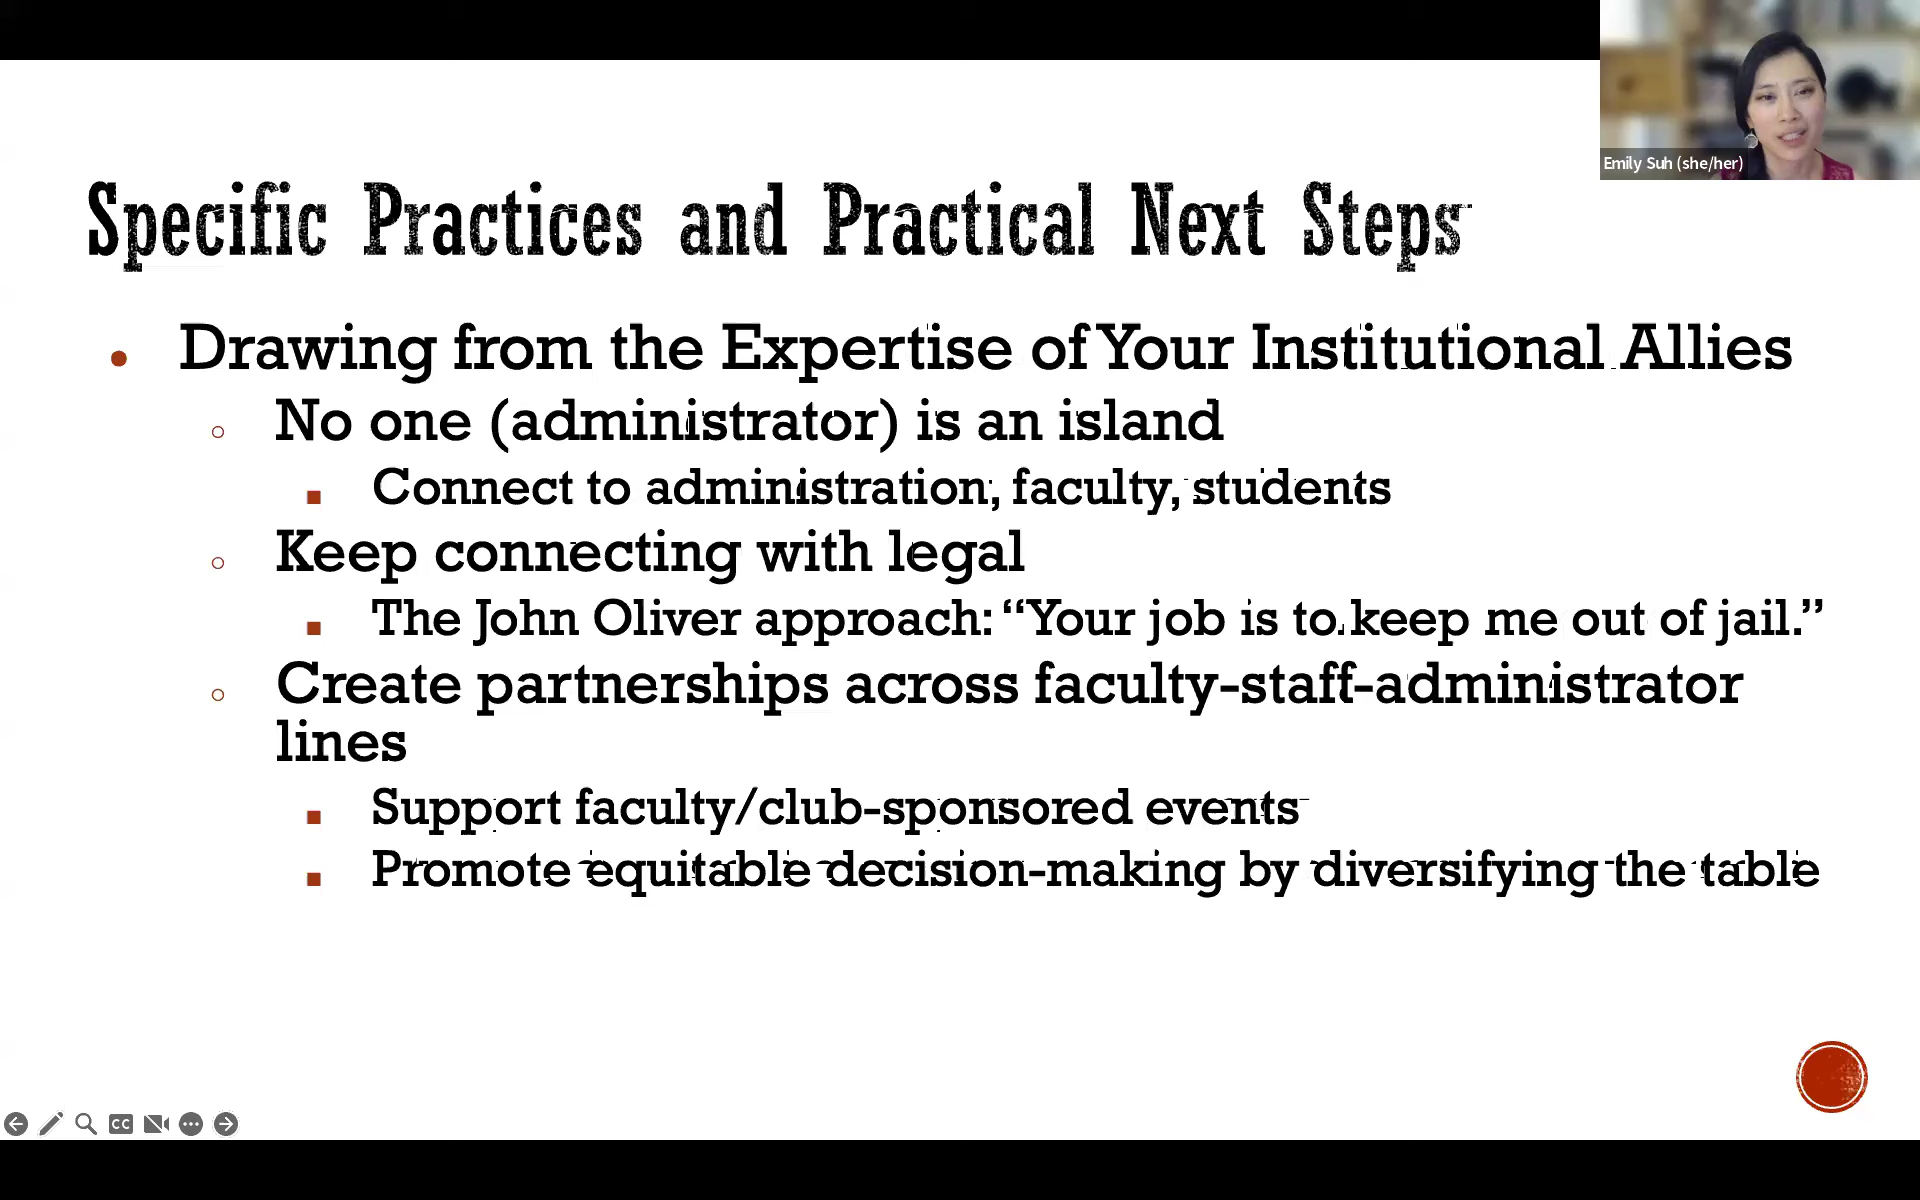 Emily Suh (she/her)
Specific Practices and Practical Next Steps
Drawing from the Expertise of Your Institutional Allies
No one (administrator) is an island
Connect to administration, faculty, students
Keep connecting with legal
The John Oliver approach: “Your job is to keep me out of jail.”
Create partnerships across faculty-staff-administrator
lines
Support faculty/club-sponsored events
Promote equitable decision-making by diversifying the table
CC